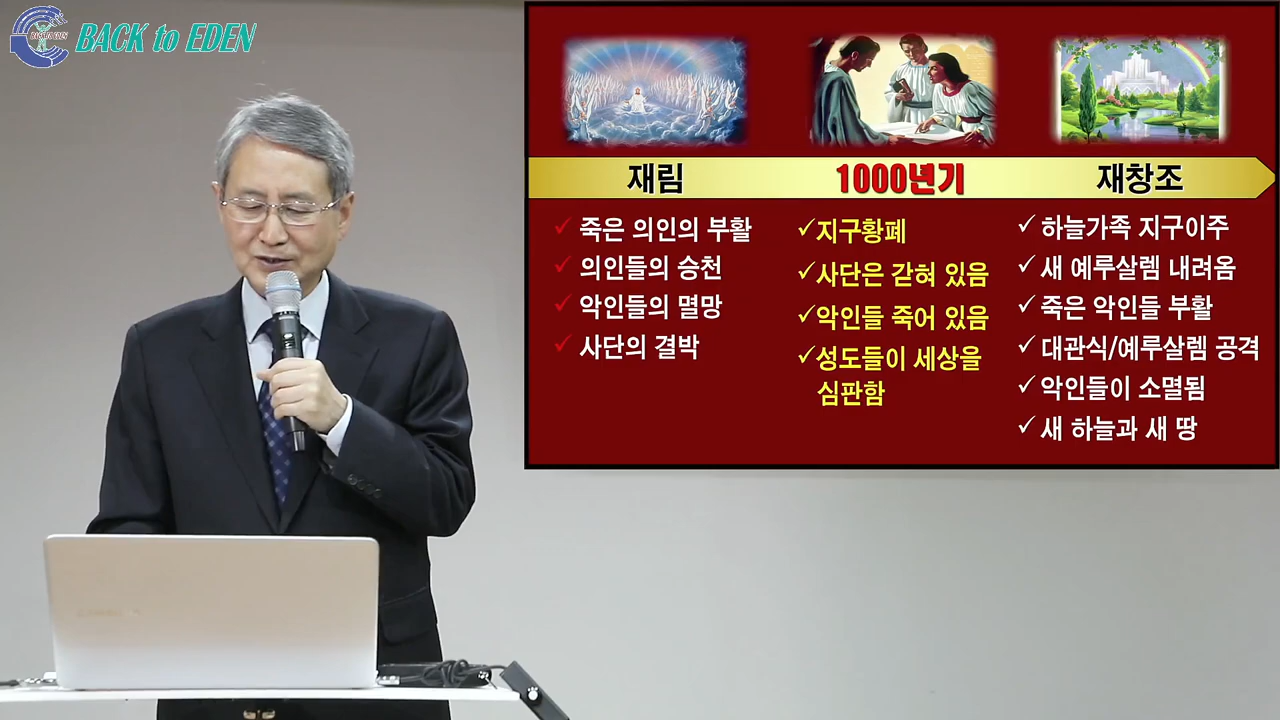 BACK to EDEN
BACK to EDEN
재림
1000년기
재창조
죽은 의인의 부활
의인들의 승천
악인들의 멸망
사단의 결박
지구황폐
사단은 갇혀 있음
악인들 죽어 있음
성도들이 세상을
심판함
하늘가족 지구이주
새 예루살렘 내려옴
죽은 악인들 부활
대관식/예루살렘 공격
악인들이 소멸됨
새 하늘과 새 땅